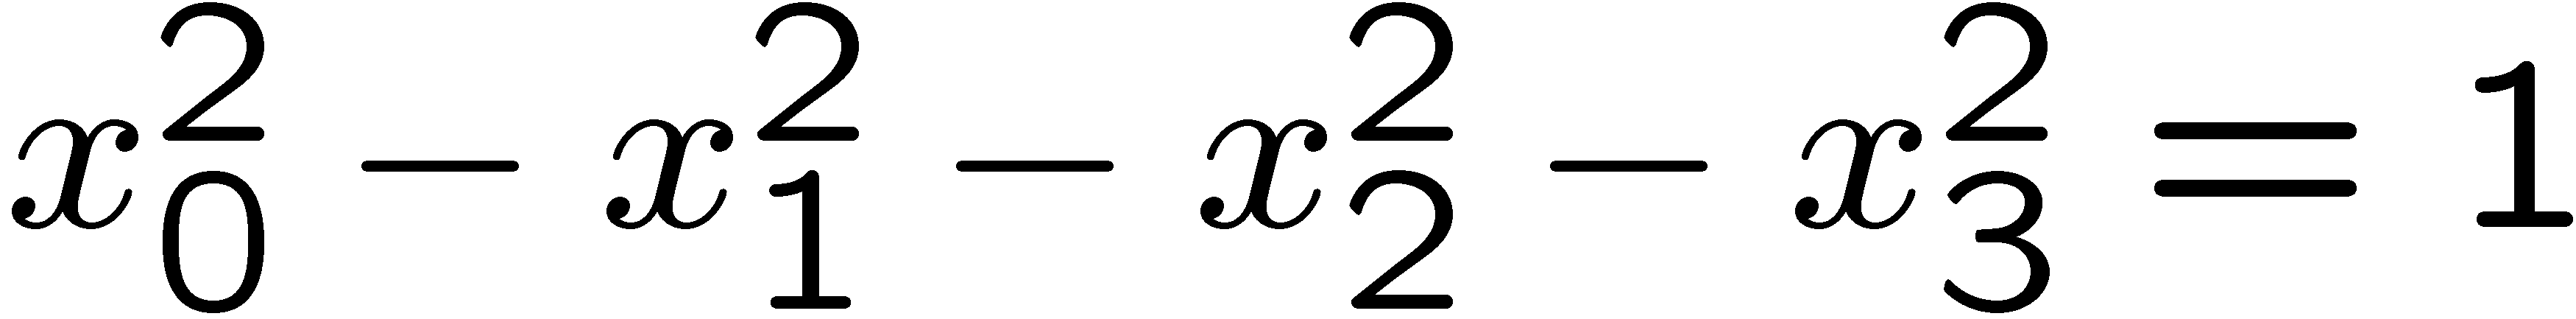 x_0^2 - x_1^2 - x_2^2 - x_3^2 = 1